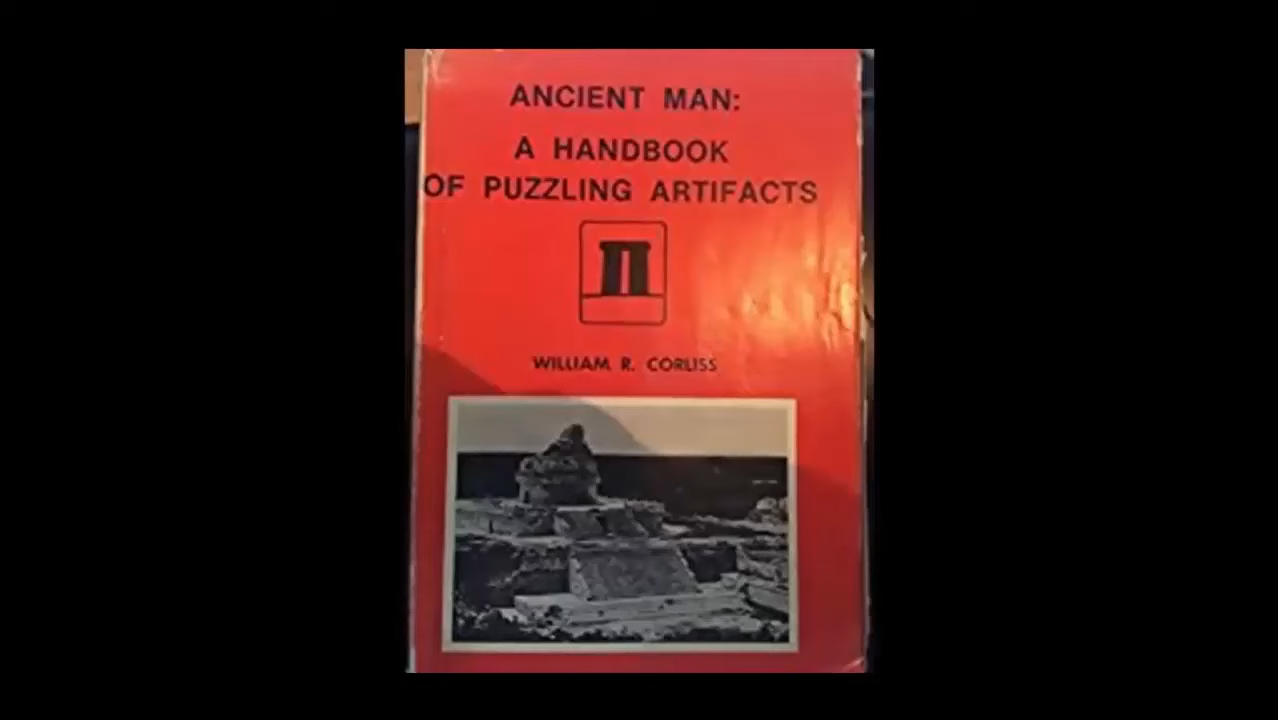 ANCIENT MAN:
A HANDBOOK
OF PUZZLING ARTIFACTS
WILLIAM R. CORLISS